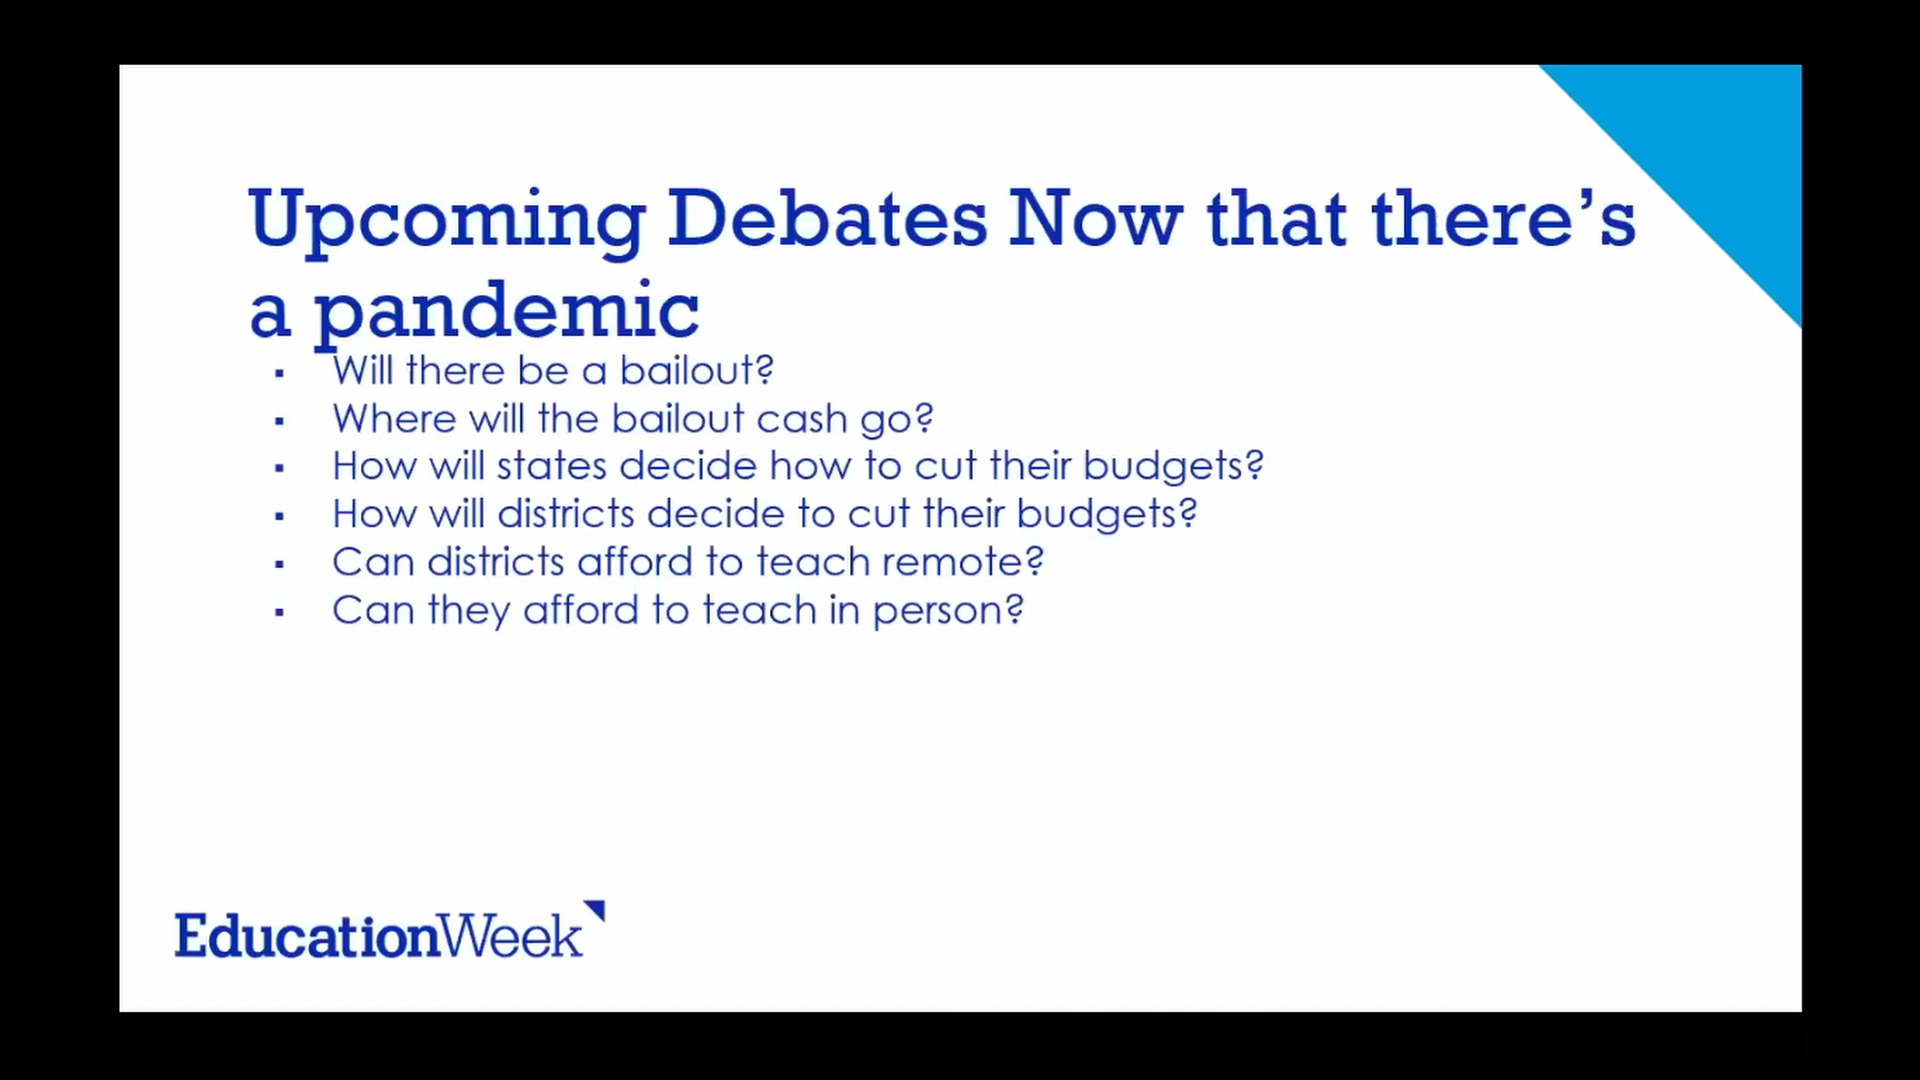 Upcoming Debates Now that there’s
a pandemic
▪ Will there be a bailout?
▪ Where will the bailout cash go?
▪ How will states decide how to cut their budgets?
▪ How will districts decide to cut their budgets?
▪ Can districts afford to teach remote?
▪ Can they afford to teach in person?
EducationWeek